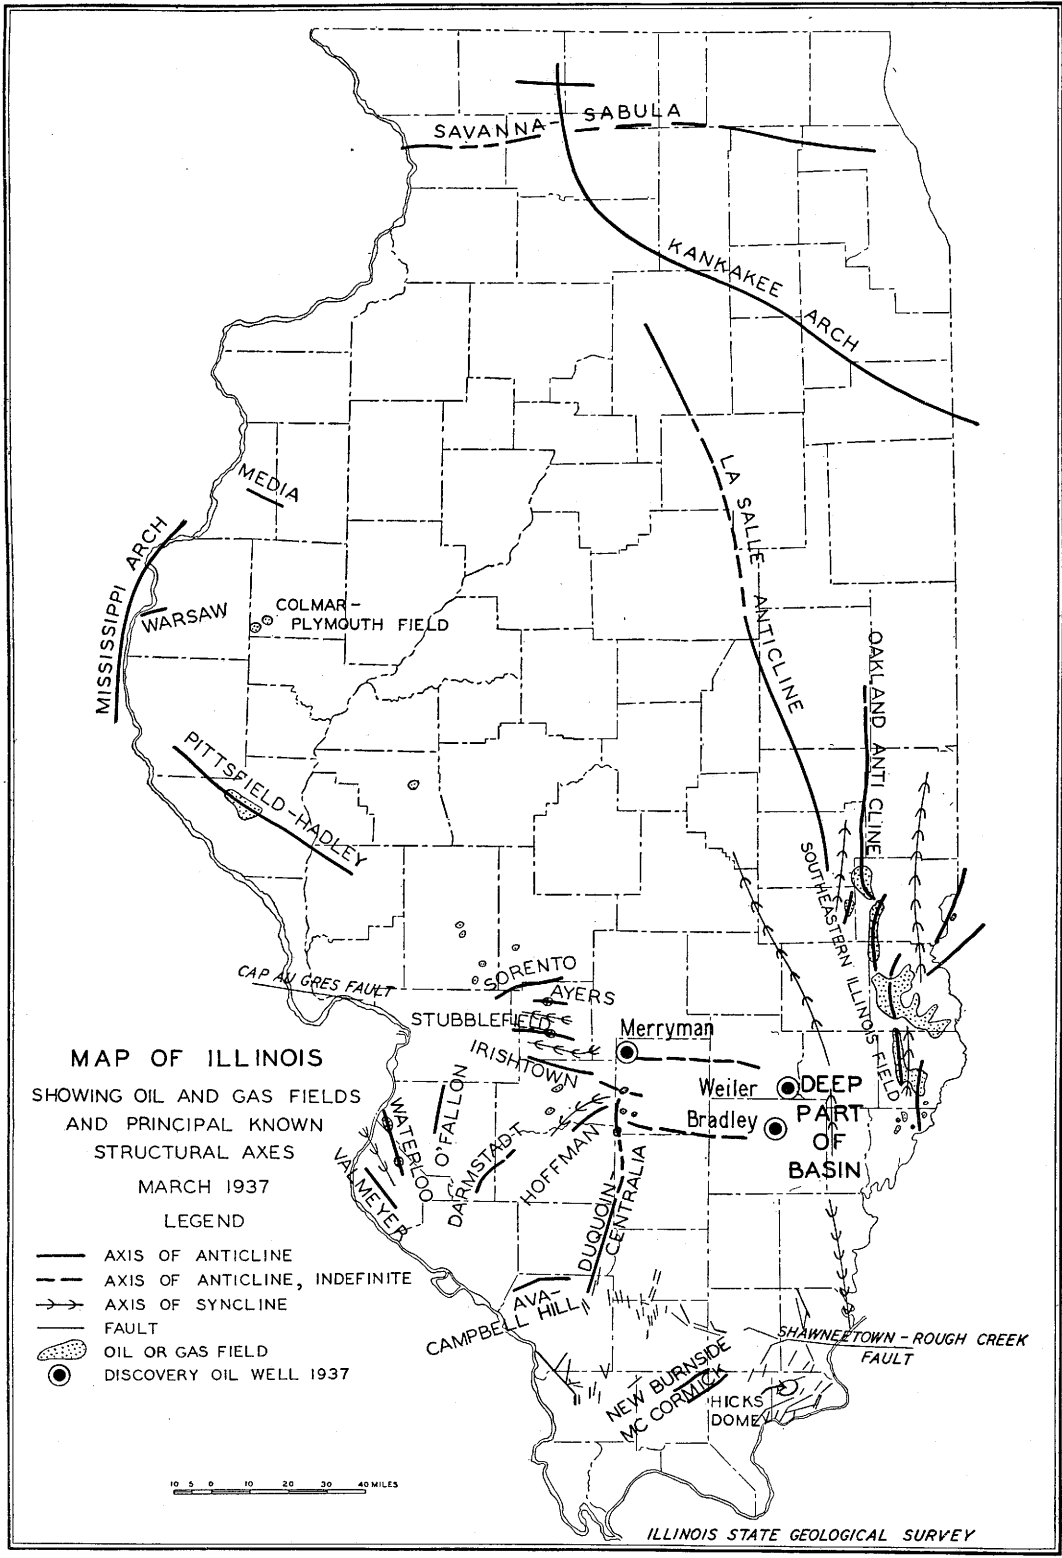 SAVANNA-SABULA
KANKAKEE ARCH
LA SALLE ANTICLINE
MEDIA
MISSISSIPPI ARCH
WARSAW
COLMAR-
PLYMOUTH FIELD
OAKLAND ANTICLINE
PITTSFIELD-HADLEY
SOUTHEASTERN ILLINOIS FIELD
CAP AU GRES FAULT
SORENTO
AYERS
STUBBLEFIELD
IRISHTOWN
Merryman
Weiler
Bradley
DEEP
PART
OF
BASIN
MAP OF ILLINOIS
SHOWING OIL AND GAS FIELDS
AND PRINCIPAL KNOWN
STRUCTURAL AXES
MARCH 1937
WATERLOO
O'FALLON
VALMEYER
DARMSTADT
HOFFMAN
DUQUOIN-
CENTRALIA
LEGEND
AXIS OF ANTICLINE
AXIS OF ANTICLINE, INDEFINITE
AXIS OF SYNCLINE
FAULT
OIL OR GAS FIELD
DISCOVERY OIL WELL 1937
AVA-
CAMPBELL HILL
SHAWNEETOWN-ROUGH CREEK
FAULT
NEW BURNSIDE
MC CORMICK
HICKS
DOME
10 5 0 10 20 30 40 MILES
ILLINOIS STATE GEOLOGICAL SURVEY